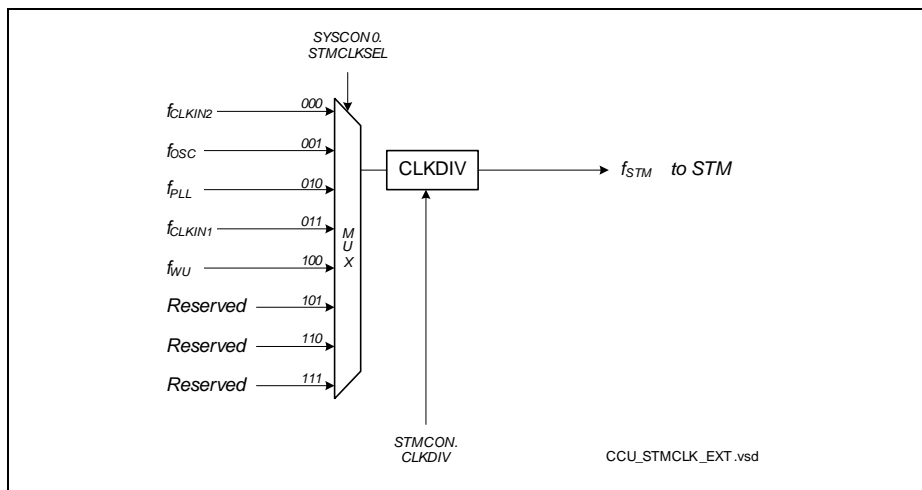 SYSCON0.
STMCLKSEL
fCLKIN2 000
fOSC 001
fPLL 010
fCLKIN1 011
fWU 100
Reserved 101
Reserved 110
Reserved 111
MUX
CLKDIV
fSTM to STM
STMCON.
CLKDIV
CCU_STMCLK_EXT.vsd